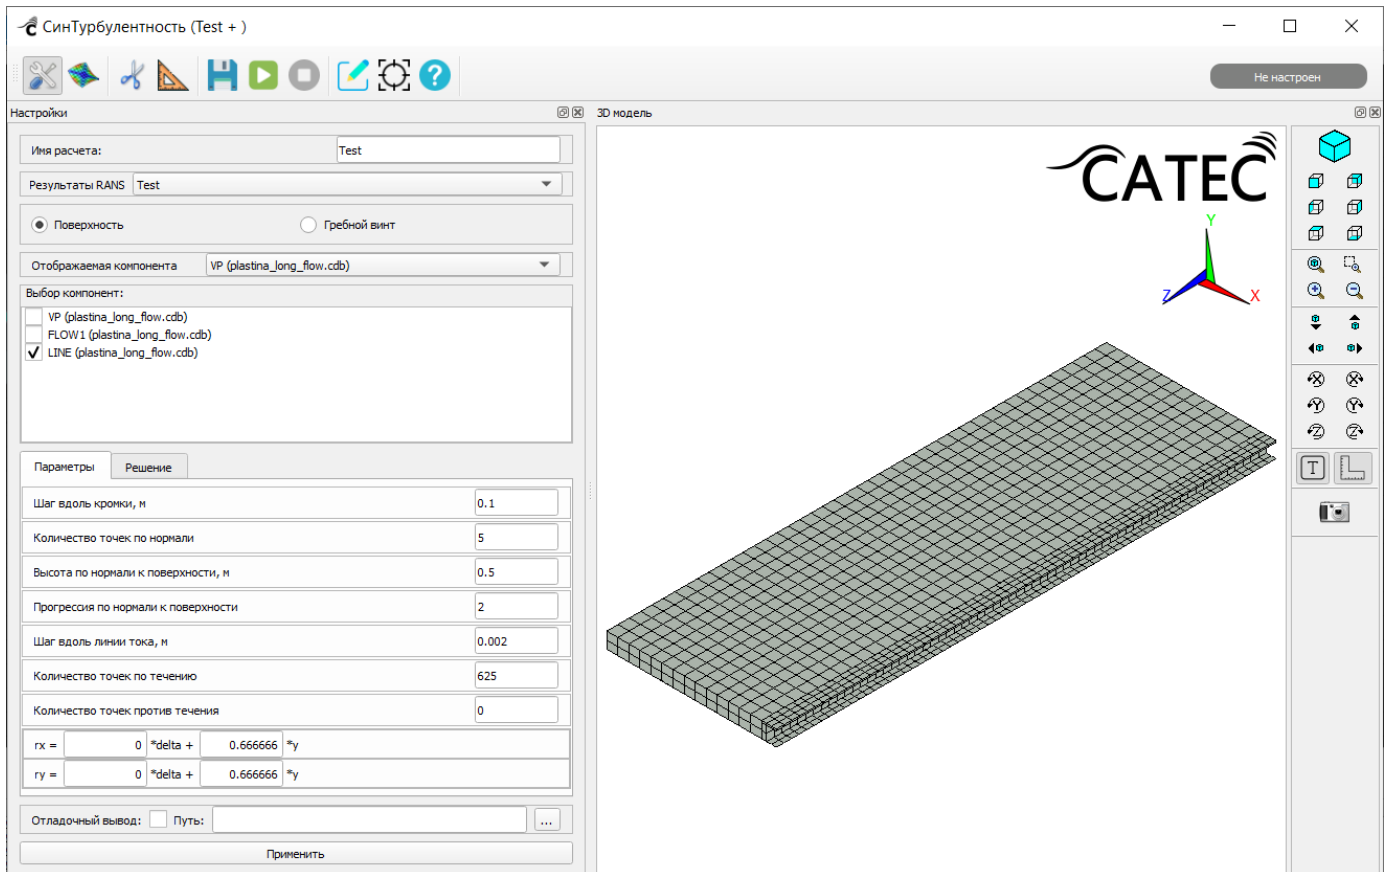 СинТурбулентность (Test + )
Не настроен
Настройки
3D модель
Имя расчета: Test
Результаты RANS Test
Поверхность Гребной винт
Отображаемая компонента VP (plastina_long_flow.cdb)
Выбор компонент:
VP (plastina_long_flow.cdb)
FLOW1 (plastina_long_flow.cdb)
LINE (plastina_long_flow.cdb)
Параметры Решение
Шаг вдоль кромки, м 0.1
Количество точек по нормали 5
Высота по нормали к поверхности, м 0.5
Прогрессия по нормали к поверхности 2
Шаг вдоль линии тока, м 0.002
Количество точек по течению 625
Количество точек против течения 0
rx = 0 *delta + 0.666666 *y
ry = 0 *delta + 0.666666 *y
Отладочный вывод: Путь: ...
Применить
CATEC
Y
Z X
X X
Y Y
Z Z
T